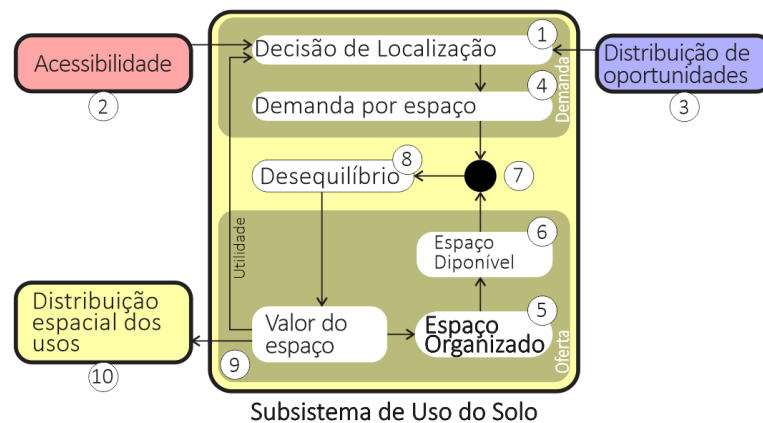 1
Decisão de Localização
Acessibilidade
2
Distribuição de
oportunidades
3
4
Demanda por espaço
Demanda
8
Desequilíbrio
7
Utilidade
6
Espaço
Diponível
Distribuição
espacial dos
usos
10
Valor do
espaço
9
5
Espaço
Organizado
Oferta
Subsistema de Uso do Solo